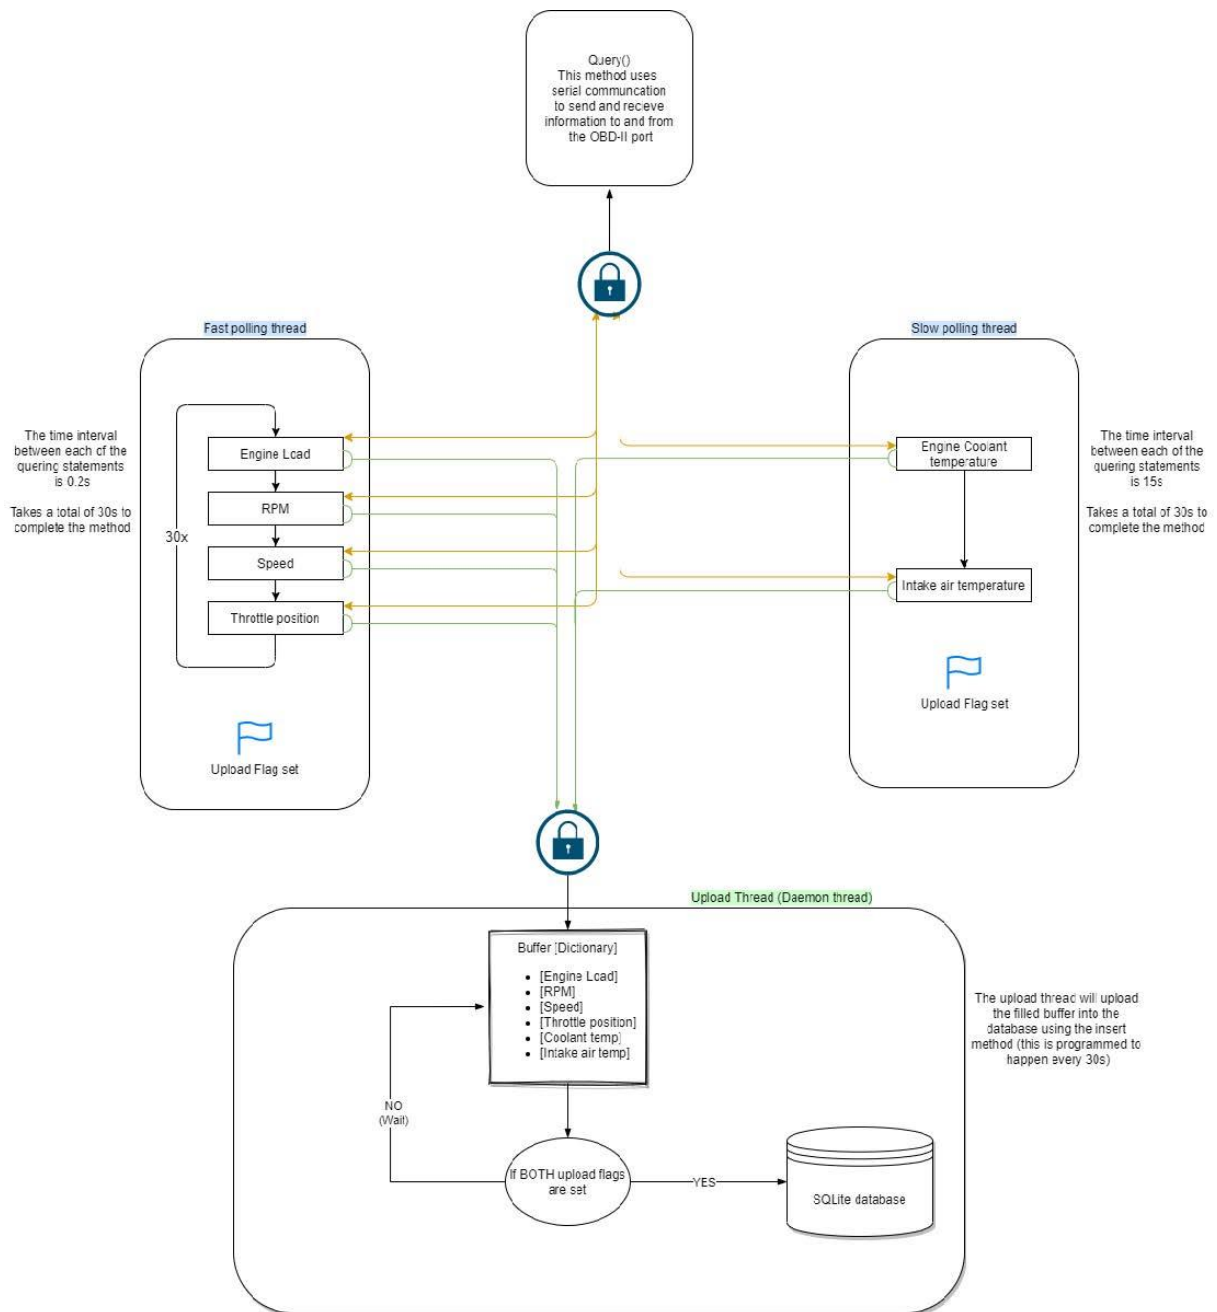 Query()
This method uses
serial communcation
to send and recieve
information to and from
the OBD-II port
Fast polling thread
Slow polling thread
The time interval
between each of the
quering statements
is 0.2s
Takes a total of 30s to
complete the method
30x
Engine Load
RPM
Speed
Throttle position
Upload Flag set
Engine Coolant
temperature
Intake air temperature
Upload Flag set
The time interval
between each of the
quering statements
is 15s
Takes a total of 30s to
complete the method
Upload Thread (Daemon thread)
Buffer [Dictionary]
• [Engine Load]
• [RPM]
• [Speed]
• [Throttle position]
• [Coolant temp]
• [Intake air temp]
The upload thread will upload
the filled buffer into the
database using the insert
method (this is programmed to
happen every 30s)
NO
(Wait)
If BOTH upload flags
are set
YES
SQLite database